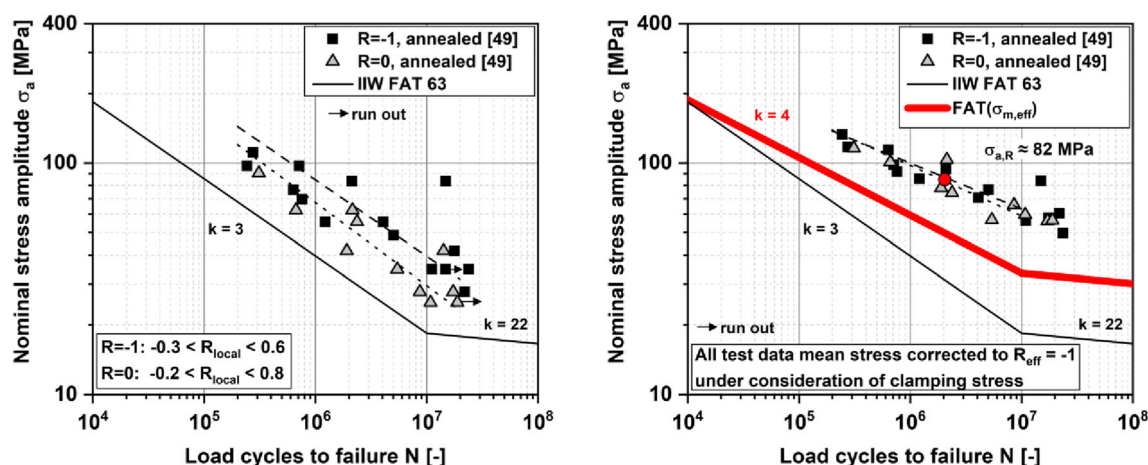 400
100
10
Nominal stress amplitude σa [MPa]
R=-1, annealed [49]
R=0, annealed [49]
IIW FAT 63
run out
k = 3
k = 22
R=-1: -0.3 < Rlocal < 0.6
R=0: -0.2 < Rlocal < 0.8
10^4 10^5 10^6 10^7 10^8
Load cycles to failure N [-]
400
100
10
Nominal stress amplitude σa [MPa]
R=-1, annealed [49]
R=0, annealed [49]
IIW FAT 63
FAT(σm,eff)
k = 4
σa,R ≈ 82 MPa
k = 3
k = 22
run out
All test data mean stress corrected to Reff = -1
under consideration of clamping stress
10^4 10^5 10^6 10^7 10^8
Load cycles to failure N [-]